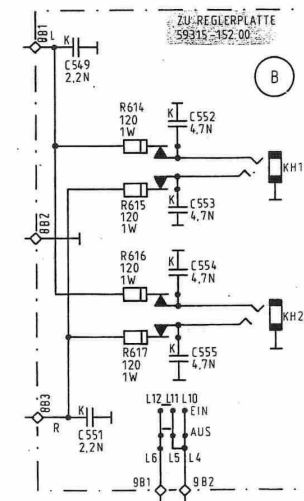 ZU REGLERPLATTE
59315-152.00
B
8B1
L
K
C549
2,2N
R614
120
1W
K
C552
4,7N
KH1
R615
120
1W
K
C553
4,7N
8B2
R616
120
1W
K
C554
4,7N
KH2
R617
120
1W
K
C555
4,7N
8B3
R
K
C551
2,2N
L12 L11 L10
EIN
AUS
L6 L5 L4
9B1 9B2